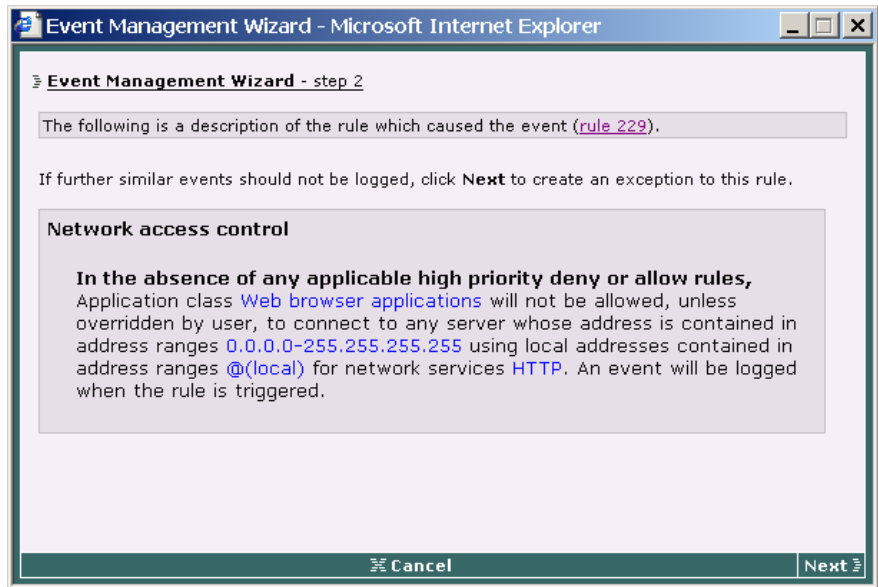 Event Management Wizard - Microsoft Internet Explorer
Event Management Wizard - step 2
The following is a description of the rule which caused the event (rule 229).
If further similar events should not be logged, click Next to create an exception to this rule.
Network access control
In the absence of any applicable high priority deny or allow rules,
Application class Web browser applications will not be allowed, unless
overridden by user, to connect to any server whose address is contained in
address ranges 0.0.0.0-255.255.255.255 using local addresses contained in
address ranges @(local) for network services HTTP. An event will be logged
when the rule is triggered.
Cancel
Next